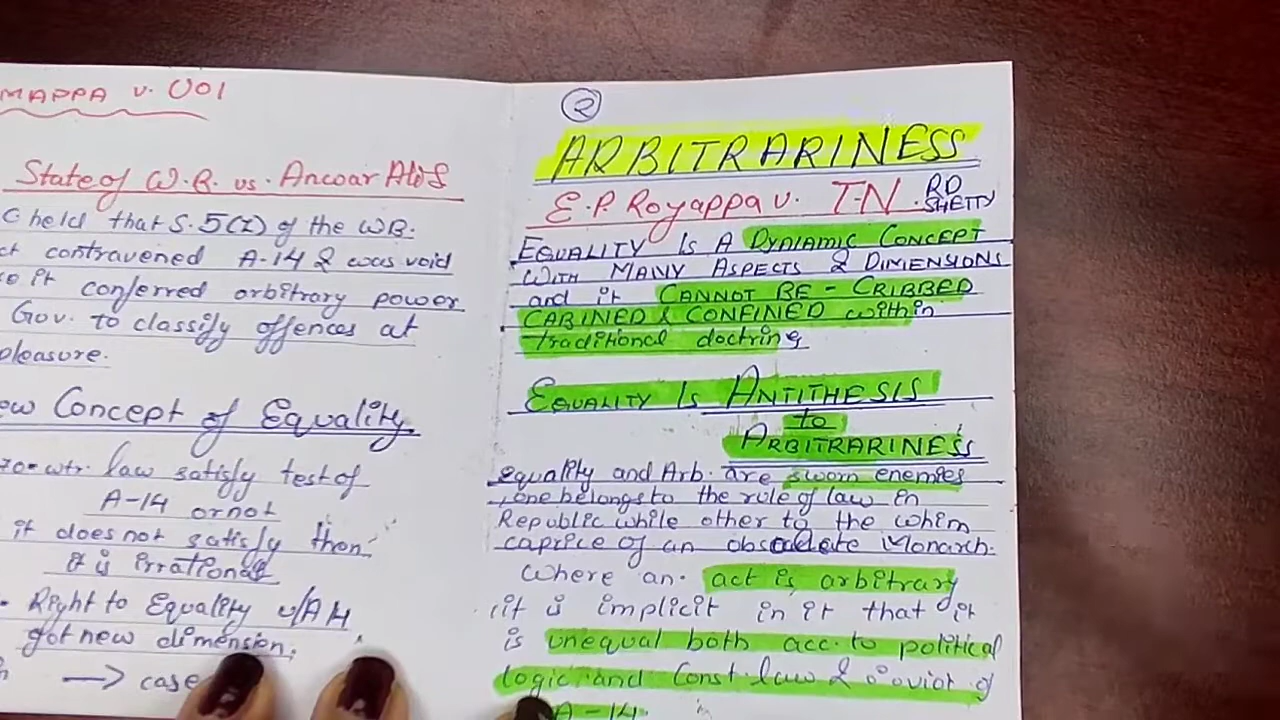 MAPPA v. UOI
State of W.B. vs. Anwar Ali S
C held that S.5(I) of the WB.
ct contravened A-14 & was void
so it conferred arbitrary power
Gov. to classify offences at
pleasure.
ew Concept of Equality
70- wtr. law satisfy test of
A-14 or not
it does not satisfy then
it is irrational
Right to Equality u/A 14
got new dimension.
→ case
②
ARBITRARINESS
E.P. Royappa v. T.N. RD SHETTY
EQUALITY IS A DYNAMIC CONCEPT
WITH MANY ASPECTS & DIMENSIONS
and it CANNOT BE - CRIBBED
CABINED & CONFINED within
traditional doctrine
EQUALITY IS ANTITHESIS
to
ARBITRARINESS
equality and Arb. are sworn enemies
, one belongs to the rule of law in
Republic while other to the whim
caprice of an Monarch.
Where an act is arbitrary
it is implicit in it that it
is unequal both acc. to political
logic and Const. law & of
A-14